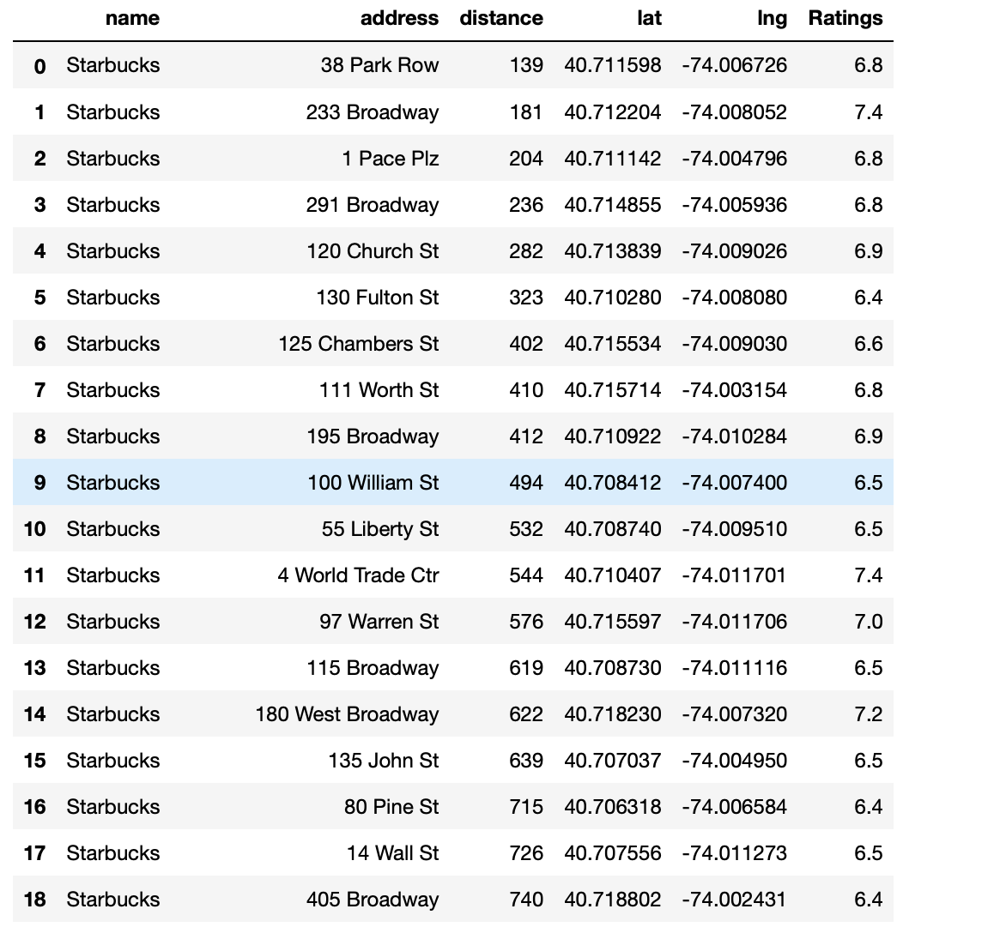 name address distance lat lng Ratings
0 Starbucks 38 Park Row 139 40.711598 -74.006726 6.8
1 Starbucks 233 Broadway 181 40.712204 -74.008052 7.4
2 Starbucks 1 Pace Plz 204 40.711142 -74.004796 6.8
3 Starbucks 291 Broadway 236 40.714855 -74.005936 6.8
4 Starbucks 120 Church St 282 40.713839 -74.009026 6.9
5 Starbucks 130 Fulton St 323 40.710280 -74.008080 6.4
6 Starbucks 125 Chambers St 402 40.715534 -74.009030 6.6
7 Starbucks 111 Worth St 410 40.715714 -74.003154 6.8
8 Starbucks 195 Broadway 412 40.710922 -74.010284 6.9
9 Starbucks 100 William St 494 40.708412 -74.007400 6.5
10 Starbucks 55 Liberty St 532 40.708740 -74.009510 6.5
11 Starbucks 4 World Trade Ctr 544 40.710407 -74.011701 7.4
12 Starbucks 97 Warren St 576 40.715597 -74.011706 7.0
13 Starbucks 115 Broadway 619 40.708730 -74.011116 6.5
14 Starbucks 180 West Broadway 622 40.718230 -74.007320 7.2
15 Starbucks 135 John St 639 40.707037 -74.004950 6.5
16 Starbucks 80 Pine St 715 40.706318 -74.006584 6.4
17 Starbucks 14 Wall St 726 40.707556 -74.011273 6.5
18 Starbucks 405 Broadway 740 40.718802 -74.002431 6.4